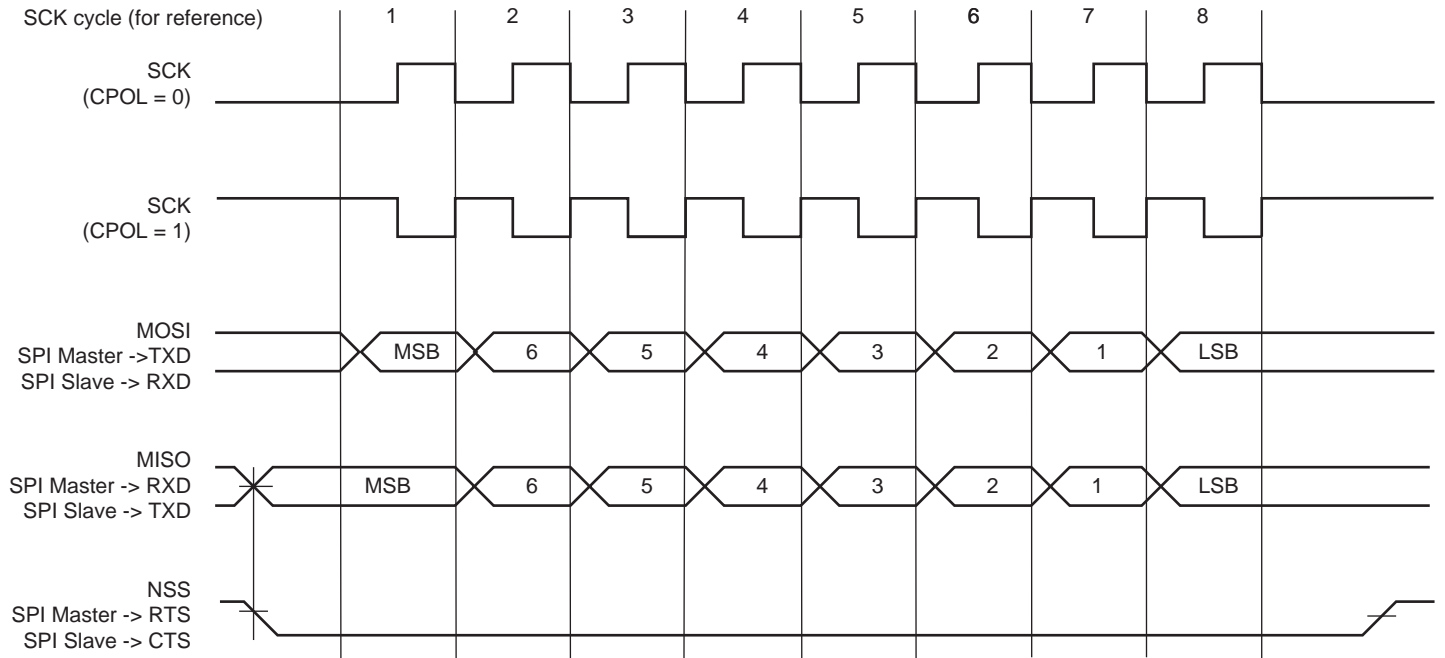 SCK cycle (for reference) 1 2 3 4 5 6 7 8
SCK
(CPOL = 0)
SCK
(CPOL = 1)
MOSI
SPI Master ->TXD
SPI Slave -> RXD
MSB 6 5 4 3 2 1 LSB
MISO
SPI Master -> RXD
SPI Slave -> TXD
MSB 6 5 4 3 2 1 LSB
NSS
SPI Master -> RTS
SPI Slave -> CTS